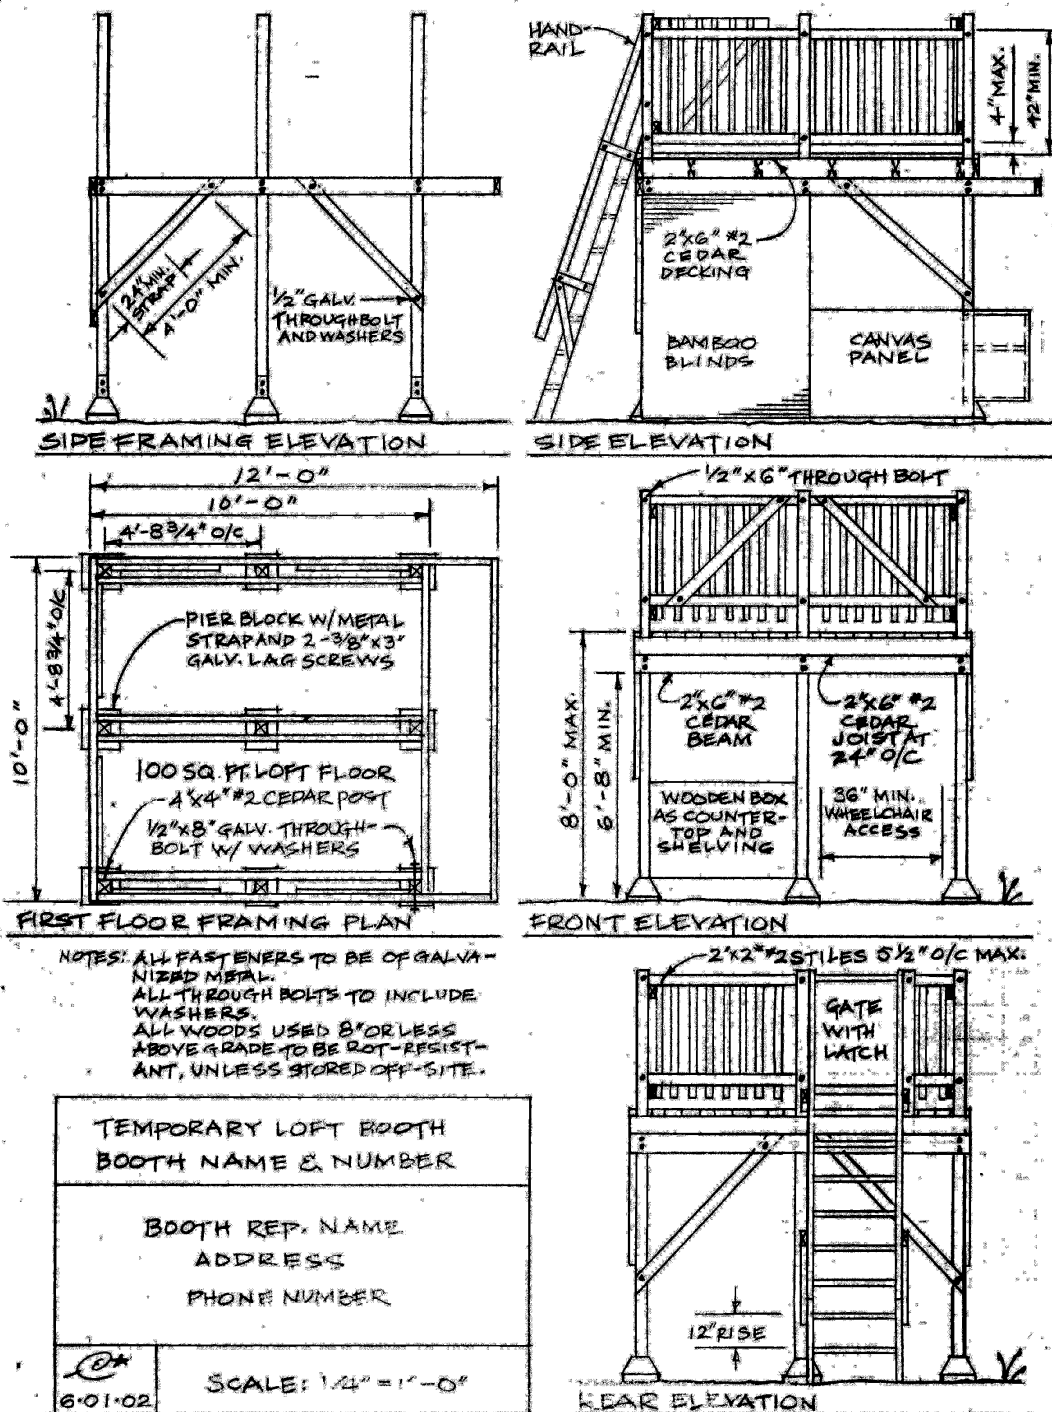 24" MIN.
STRAP
4'-0" MIN.
1/2" GALV.
THROUGHBOLT
AND WASHERS
SIDE FRAMING ELEVATION
HAND-
RAIL
4" MAX.
42" MIN.
2"X6" #2
CEDAR
DECKING
BAMBOO
BLINDS
CANVAS
PANEL
SIDE ELEVATION
12'-0"
10'-0"
4'-8 3/4" O/C
4'-8 3/4" O/C
10'-0"
PIER BLOCK W/METAL
STRAP AND 2-3/8"X3"
GALV. LAG SCREWS
100 SQ. FT. LOFT FLOOR
4"X4" #2 CEDAR POST
1/2"X8" GALV. THROUGH-
BOLT W/ WASHERS
FIRST FLOOR FRAMING PLAN
1/2"X6" THROUGH BOLT
8'-0" MAX.
6'-8" MIN.
2"X6" #2
CEDAR
BEAM
2"X6" #2
CEDAR
JOIST AT
24" O/C
WOODEN BOX
AS COUNTER-
TOP AND
SHELVING
36" MIN.
WHEELCHAIR
ACCESS
FRONT ELEVATION
NOTES: ALL FASTENERS TO BE OF GALVA-
NIZED METAL.
ALL THROUGH BOLTS TO INCLUDE
WASHERS.
ALL WOODS USED 8" OR LESS
ABOVE GRADE TO BE ROT-RESIST-
ANT, UNLESS STORED OFF-SITE.
2"X2" #2 STILES 5 1/2" O/C MAX.
GATE
WITH
LATCH
12" RISE
REAR ELEVATION
TEMPORARY LOFT BOOTH
BOOTH NAME & NUMBER
BOOTH REP. NAME
ADDRESS
PHONE NUMBER
6·01·02
SCALE: 1/4" = 1'-0"